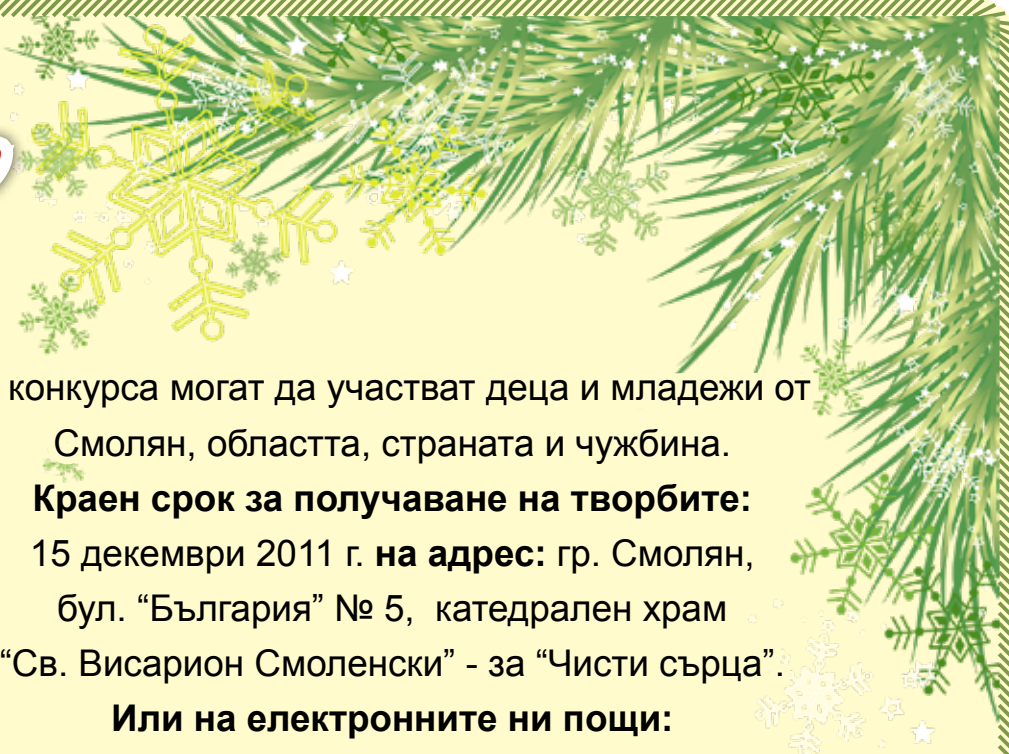 конкурса могат да участват деца и младежи от
Смолян, областта, страната и чужбина.
Краен срок за получаване на творбите:
15 декември 2011 г. на адрес: гр. Смолян,
бул. “България” № 5, катедрален храм
“Св. Висарион Смоленски” - за “Чисти сърца”.
Или на електронните ни пощи: